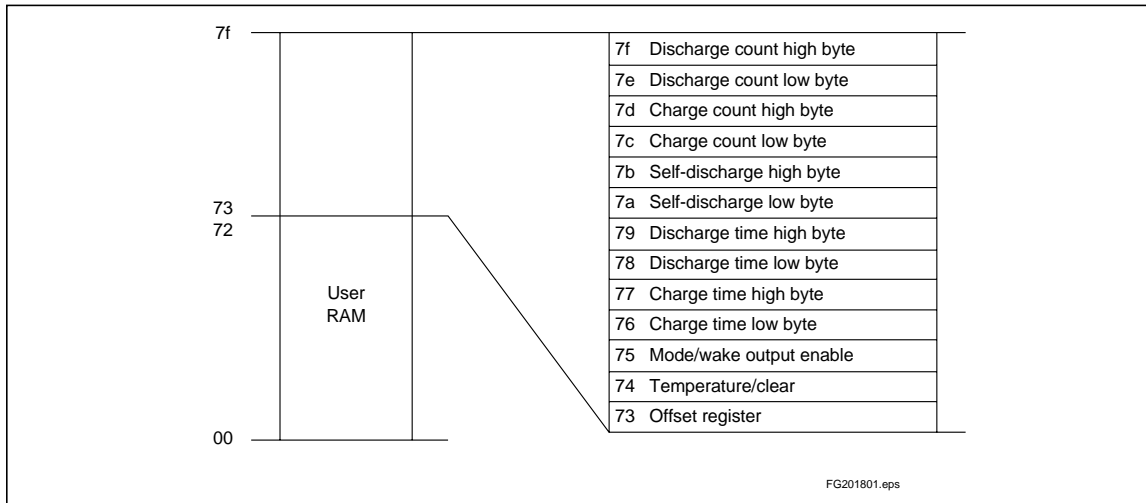 7f
7f Discharge count high byte
7e Discharge count low byte
7d Charge count high byte
7c Charge count low byte
7b Self-discharge high byte
73
7a Self-discharge low byte
72
79 Discharge time high byte
78 Discharge time low byte
User
RAM
77 Charge time high byte
76 Charge time low byte
75 Mode/wake output enable
74 Temperature/clear
73 Offset register
00
FG201801.eps